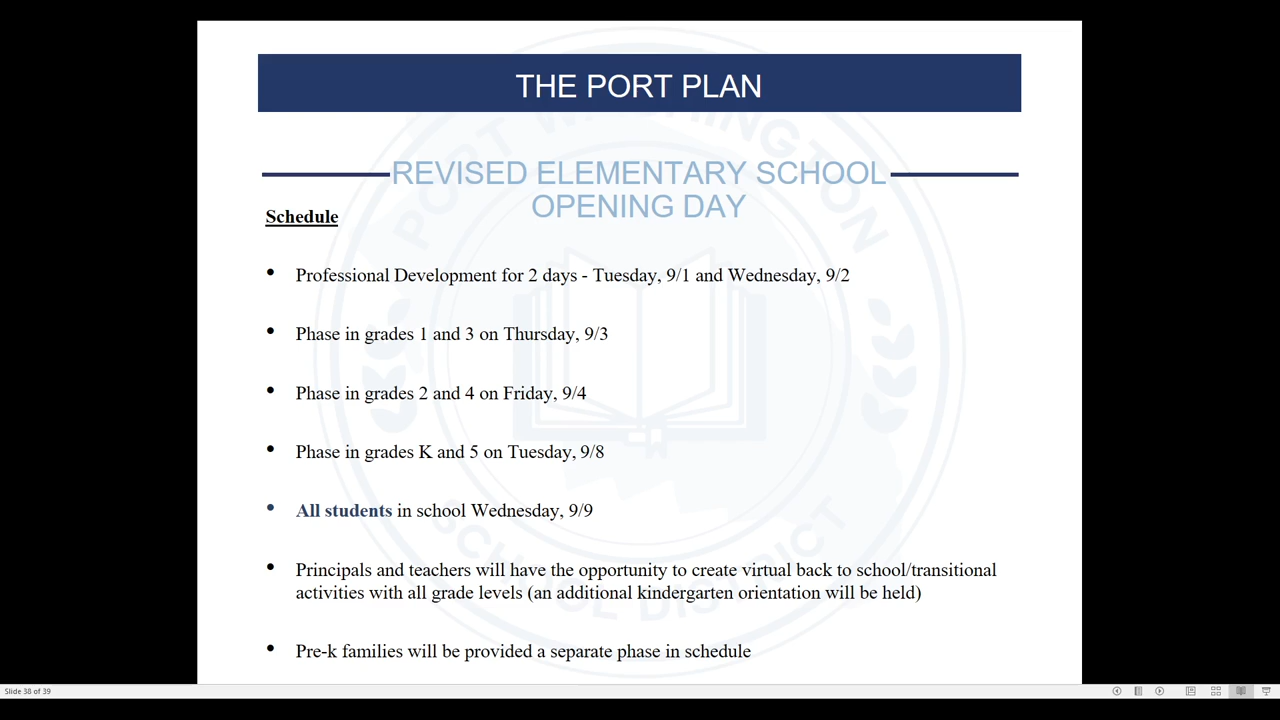 THE PORT PLAN
REVISED ELEMENTARY SCHOOL
OPENING DAY
Schedule
• Professional Development for 2 days - Tuesday, 9/1 and Wednesday, 9/2
• Phase in grades 1 and 3 on Thursday, 9/3
• Phase in grades 2 and 4 on Friday, 9/4
• Phase in grades K and 5 on Tuesday, 9/8
• All students in school Wednesday, 9/9
• Principals and teachers will have the opportunity to create virtual back to school/transitional
activities with all grade levels (an additional kindergarten orientation will be held)
• Pre-k families will be provided a separate phase in schedule
PORT WASHINGTON
SCHOOL DISTRICT
Slide 38 of 39